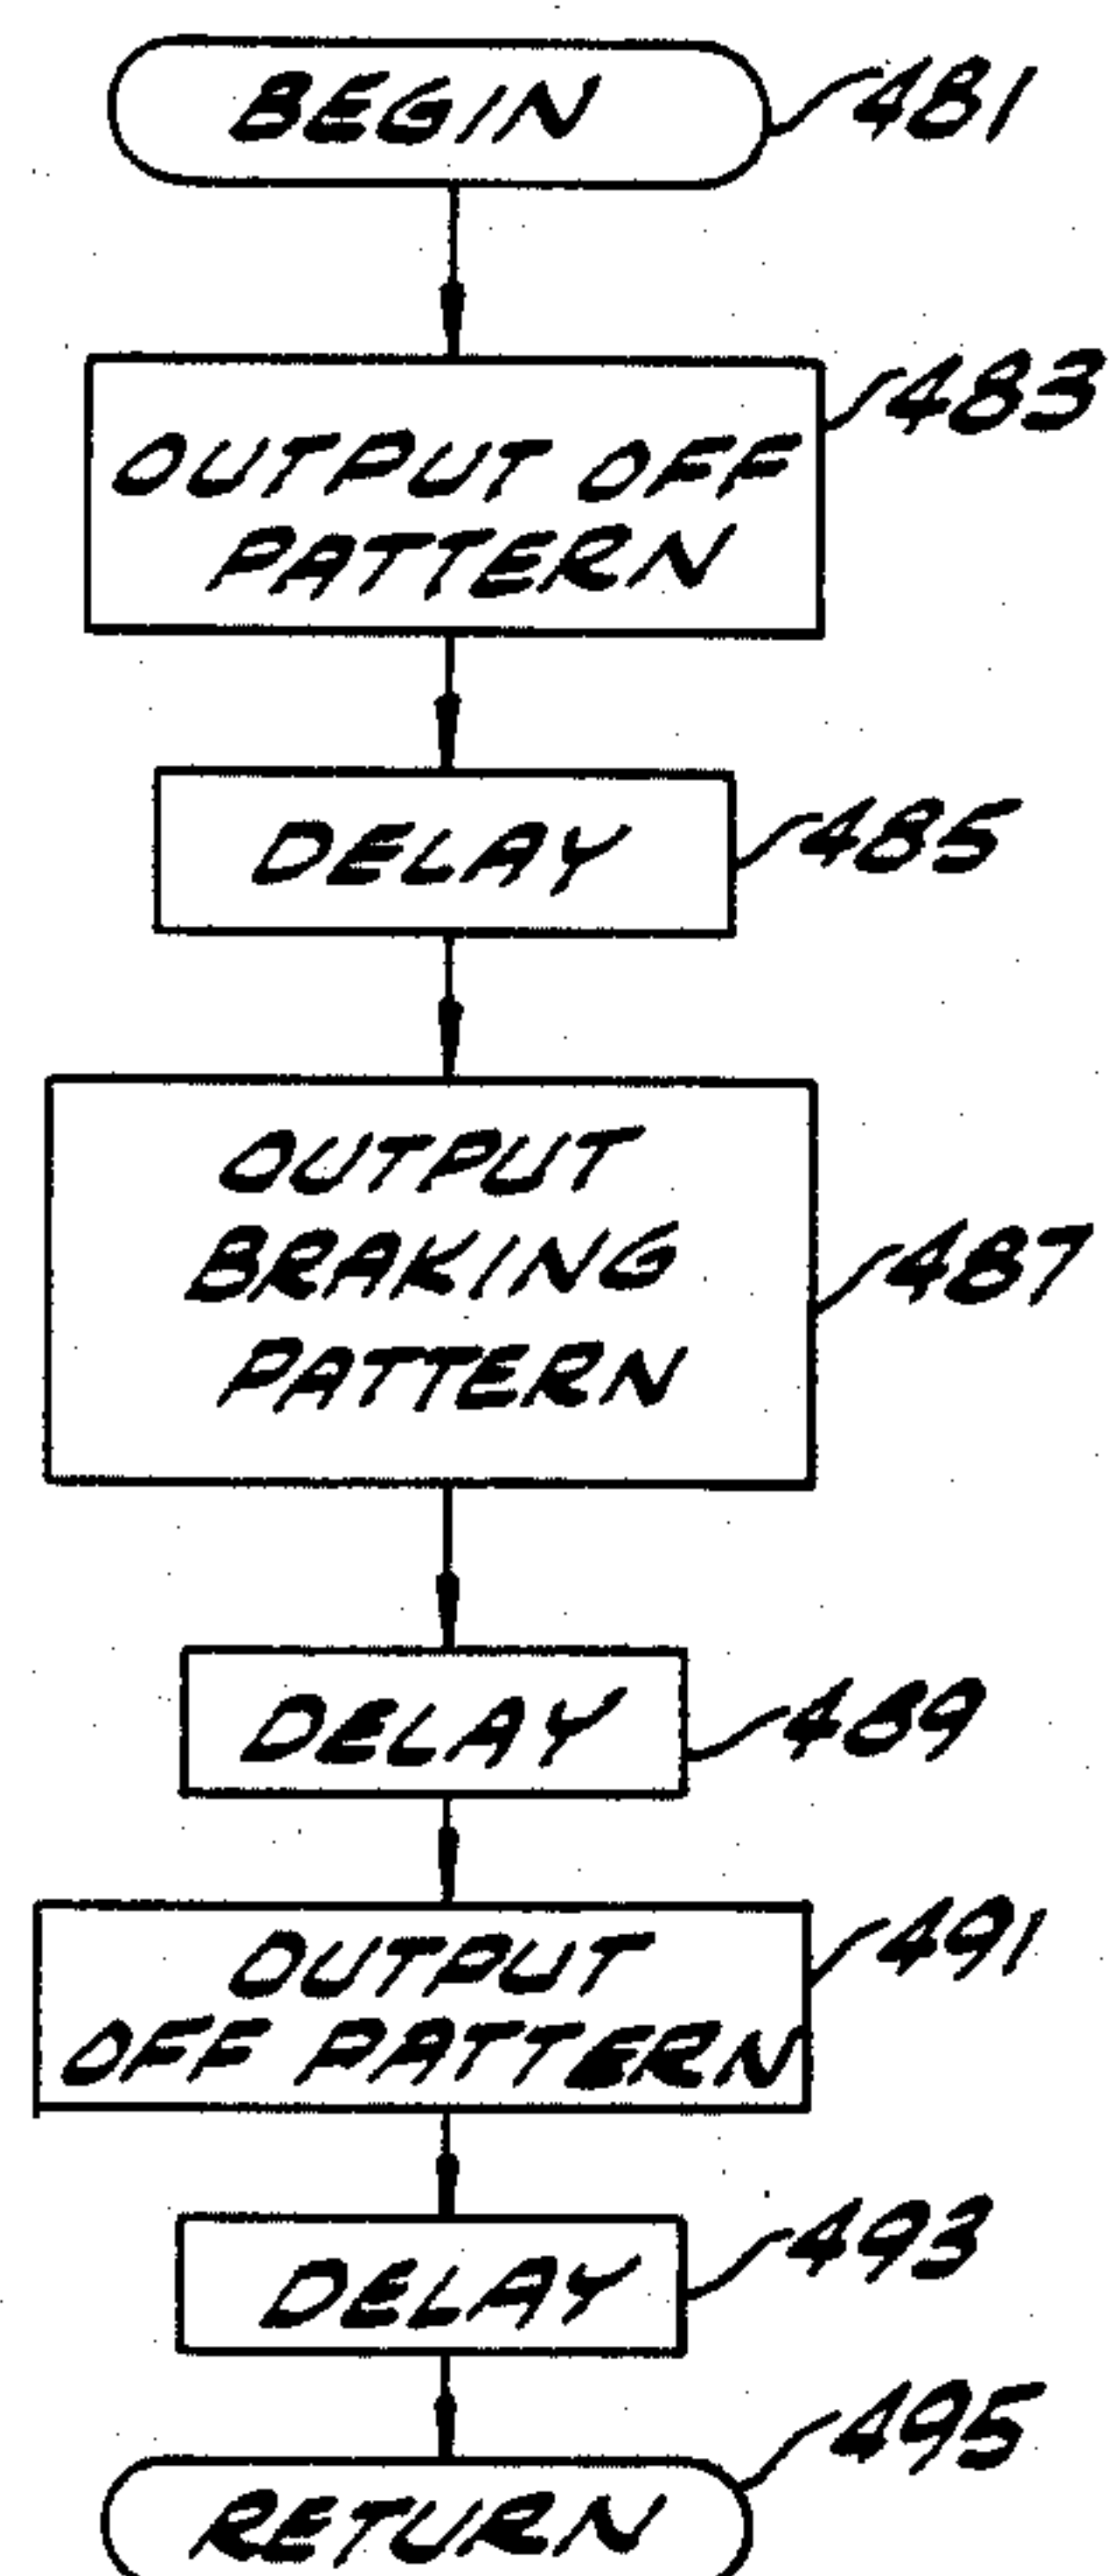 BEGIN
481
OUTPUT OFF
PATTERN
483
DELAY
485
OUTPUT
BRAKING
PATTERN
487
DELAY
489
OUTPUT
OFF PATTERN
491
DELAY
493
RETURN
495